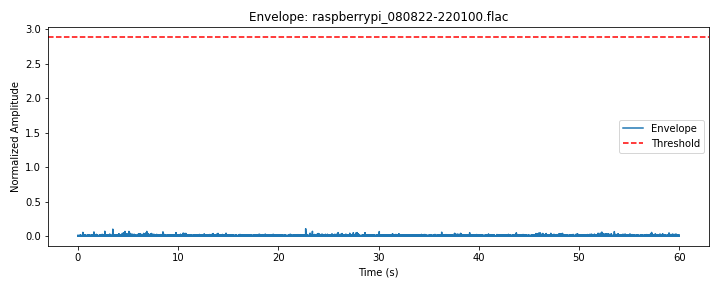 Envelope: raspberrypi_080822-220100.flac
3.0
2.5
2.0
1.5
1.0
0.5
0.0
Normalized Amplitude
Envelope
Threshold
0 10 20 30 40 50 60
Time (s)